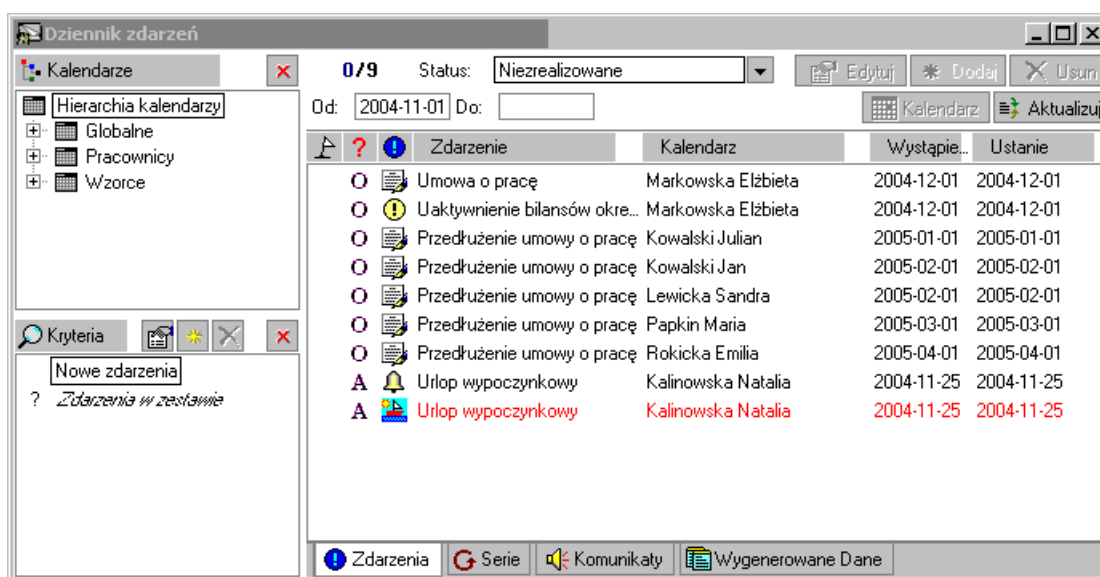 Dziennik zdarzeń
Kalendarze
0/9 Status: Niezrealizowane Edytuj Dodaj Usun
Od: 2004-11-01 Do: Kalendarz Aktualizuj
Hierarchia kalendarzy
Globalne
Pracownicy
Wzorce
Kryteria
Nowe zdarzenia
? Zdarzenia w zestawie
? Zdarzenie Kalendarz Wystąpie... Ustanie
O Umowa o pracę Markowska Elżbieta 2004-12-01 2004-12-01
O Uaktywnienie bilansów okre... Markowska Elżbieta 2004-12-01 2004-12-01
O Przedłużenie umowy o pracę Kowalski Julian 2005-01-01 2005-01-01
O Przedłużenie umowy o pracę Kowalski Jan 2005-02-01 2005-02-01
O Przedłużenie umowy o pracę Lewicka Sandra 2005-02-01 2005-02-01
O Przedłużenie umowy o pracę Papkin Maria 2005-03-01 2005-03-01
O Przedłużenie umowy o pracę Rokicka Emilia 2005-04-01 2005-04-01
A Urlop wypoczynkowy Kalinowska Natalia 2004-11-25 2004-11-25
A Urlop wypoczynkowy Kalinowska Natalia 2004-11-25 2004-11-25
Zdarzenia Serie Komunikaty Wygenerowane Dane